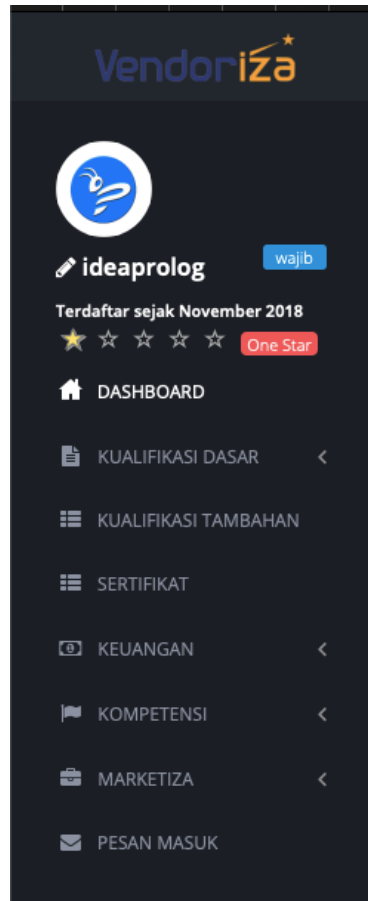 Vendoriza
ideaprolog wajib
Terdaftar sejak November 2018
One Star
DASHBOARD
KUALIFIKASI DASAR
KUALIFIKASI TAMBAHAN
SERTIFIKAT
KEUANGAN
KOMPETENSI
MARKETIZA
PESAN MASUK